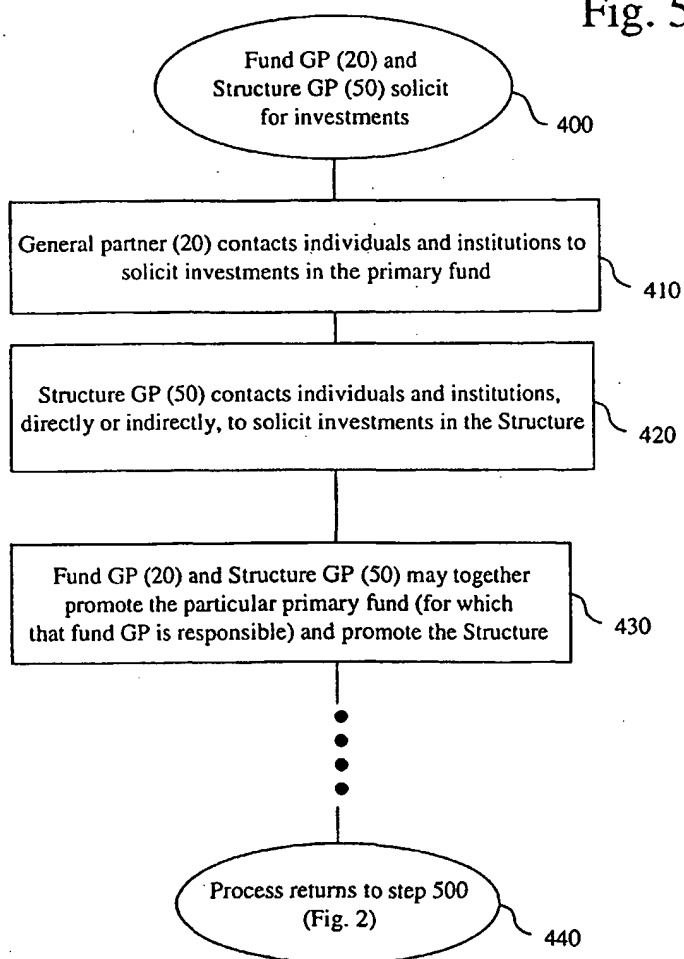 Fig. 5
Fund GP (20) and
Structure GP (50) solicit
for investments
400
General partner (20) contacts individuals and institutions to
solicit investments in the primary fund
410
Structure GP (50) contacts individuals and institutions,
directly or indirectly, to solicit investments in the Structure
420
Fund GP (20) and Structure GP (50) may together
promote the particular primary fund (for which
that fund GP is responsible) and promote the Structure
430
Process returns to step 500
(Fig. 2)
440